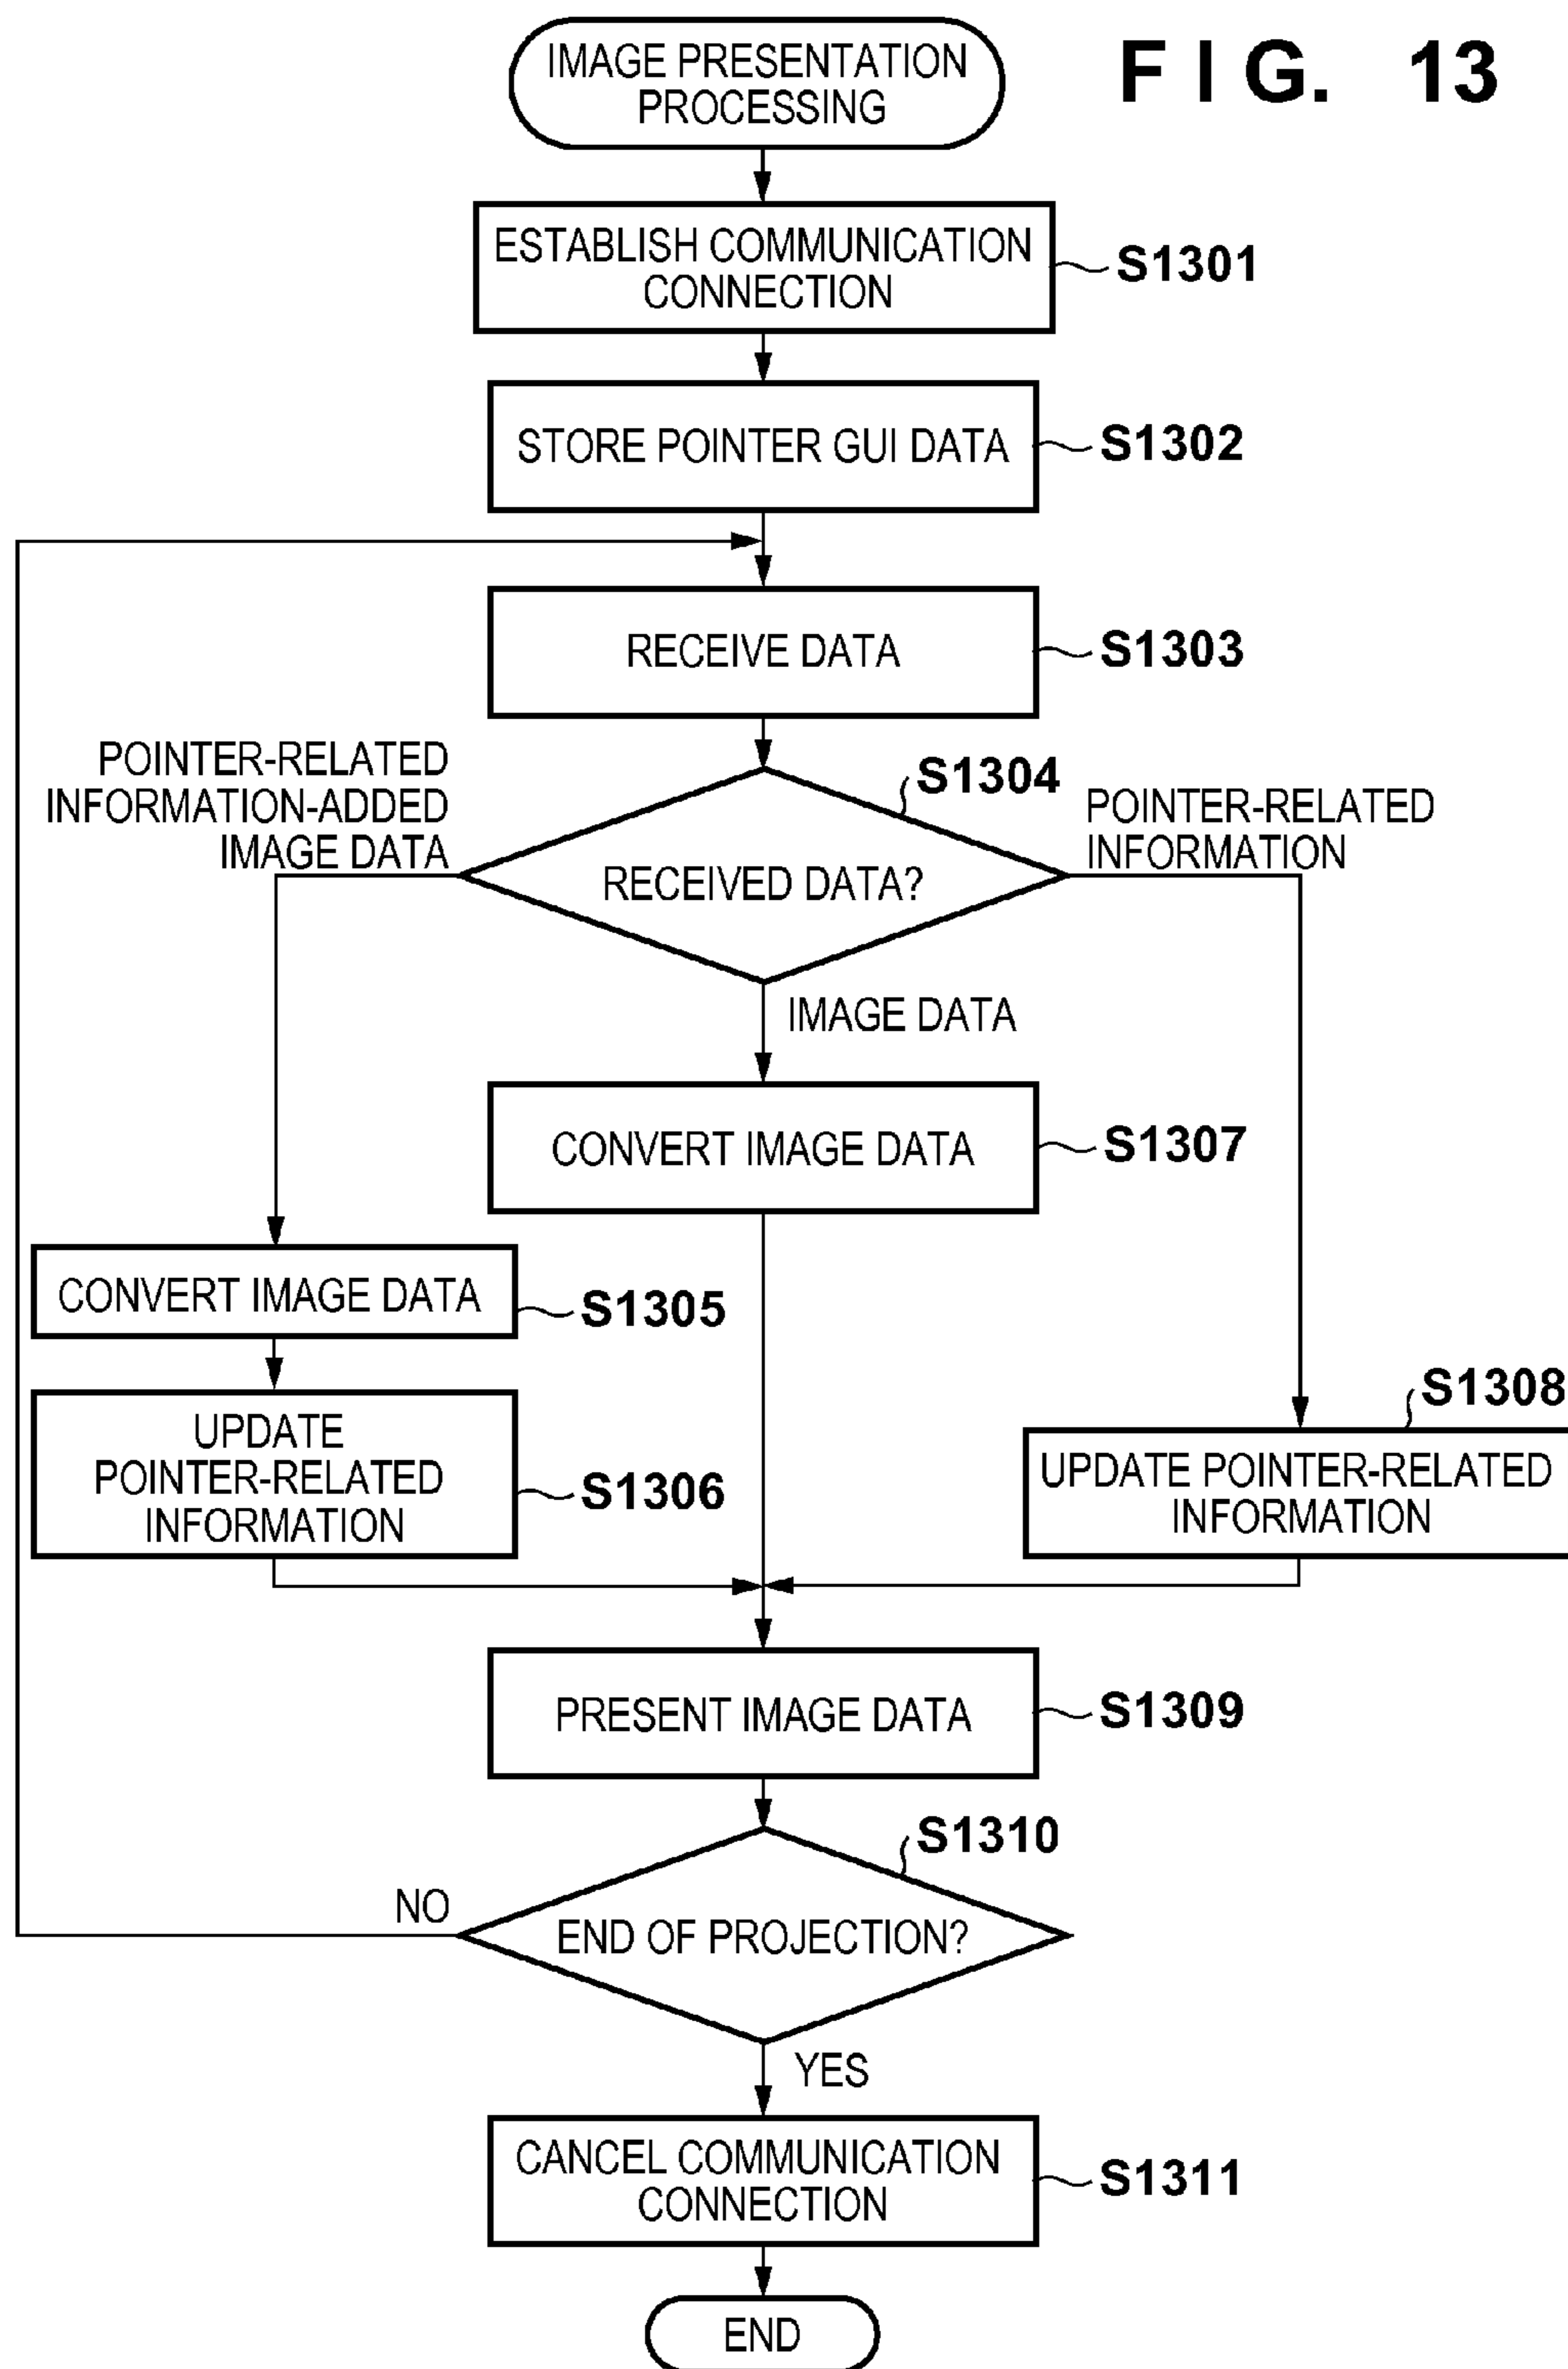 IMAGE PRESENTATION
PROCESSING
FIG. 13
ESTABLISH COMMUNICATION
CONNECTION
S1301
STORE POINTER GUI DATA
S1302
RECEIVE DATA
S1303
POINTER-RELATED
INFORMATION-ADDED
IMAGE DATA
S1304
RECEIVED DATA?
POINTER-RELATED
INFORMATION
IMAGE DATA
CONVERT IMAGE DATA
S1307
CONVERT IMAGE DATA
S1305
UPDATE
POINTER-RELATED
INFORMATION
S1306
S1308
UPDATE POINTER-RELATED
INFORMATION
PRESENT IMAGE DATA
S1309
S1310
NO
END OF PROJECTION?
YES
CANCEL COMMUNICATION
CONNECTION
S1311
END